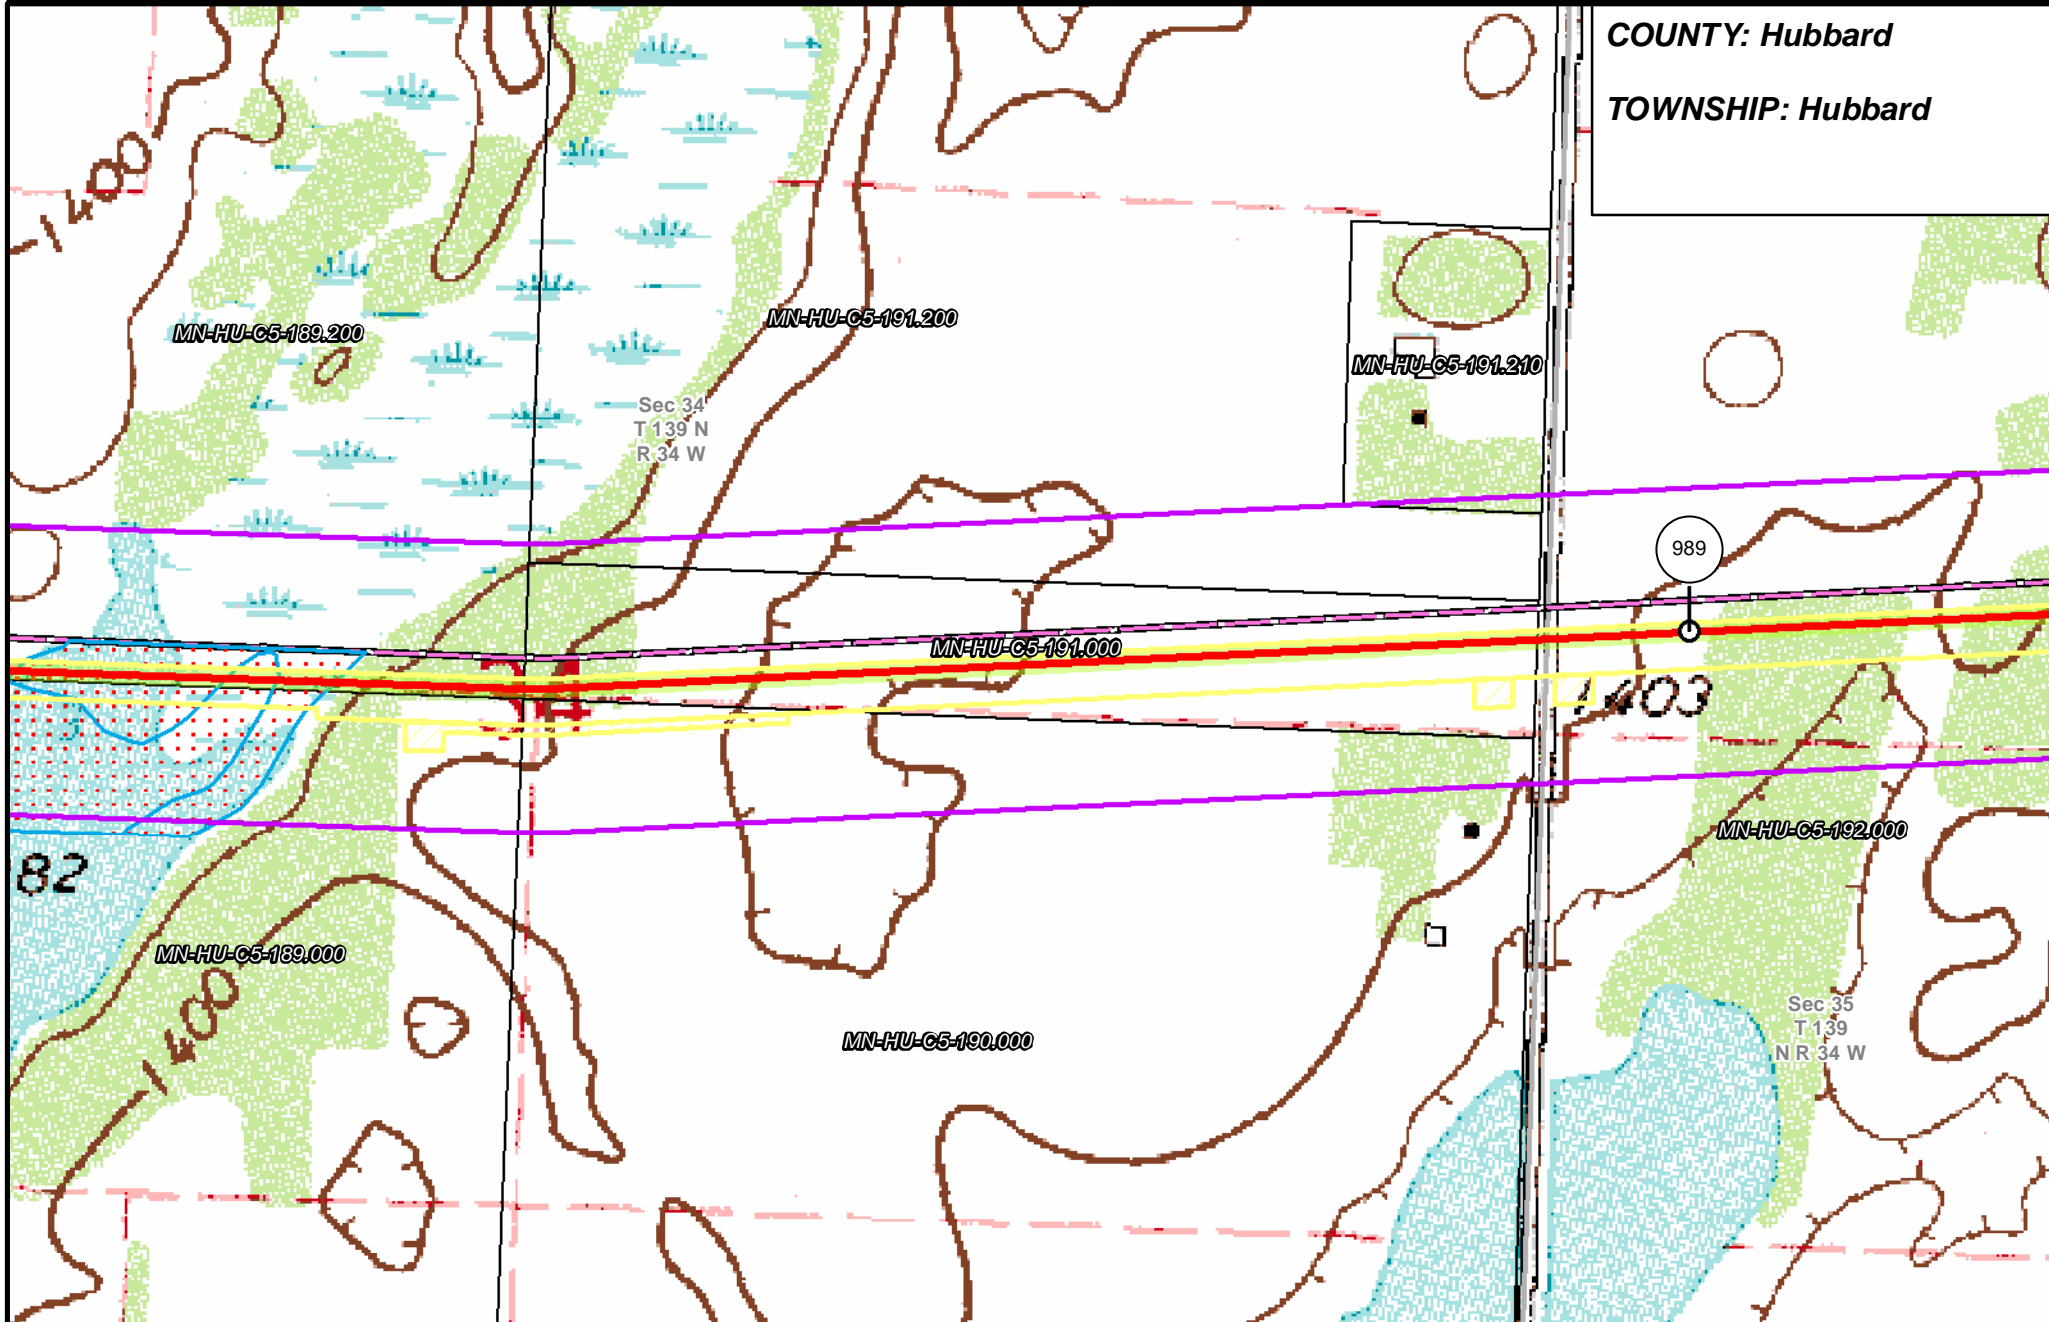 COUNTY: Hubbard
TOWNSHIP: Hubbard
1400
MN-HU-C5-189.200
MN-HU-C5-191.200
MN-HU-C5-191.210
Sec 34
T 139 N
R 34 W
989
MN-HU-C5-191.000
1403
MN-HU-C5-192.000
82
MN-HU-C5-189.000
1400
MN-HU-C5-190.000
Sec 35
T 139
N R 34 W